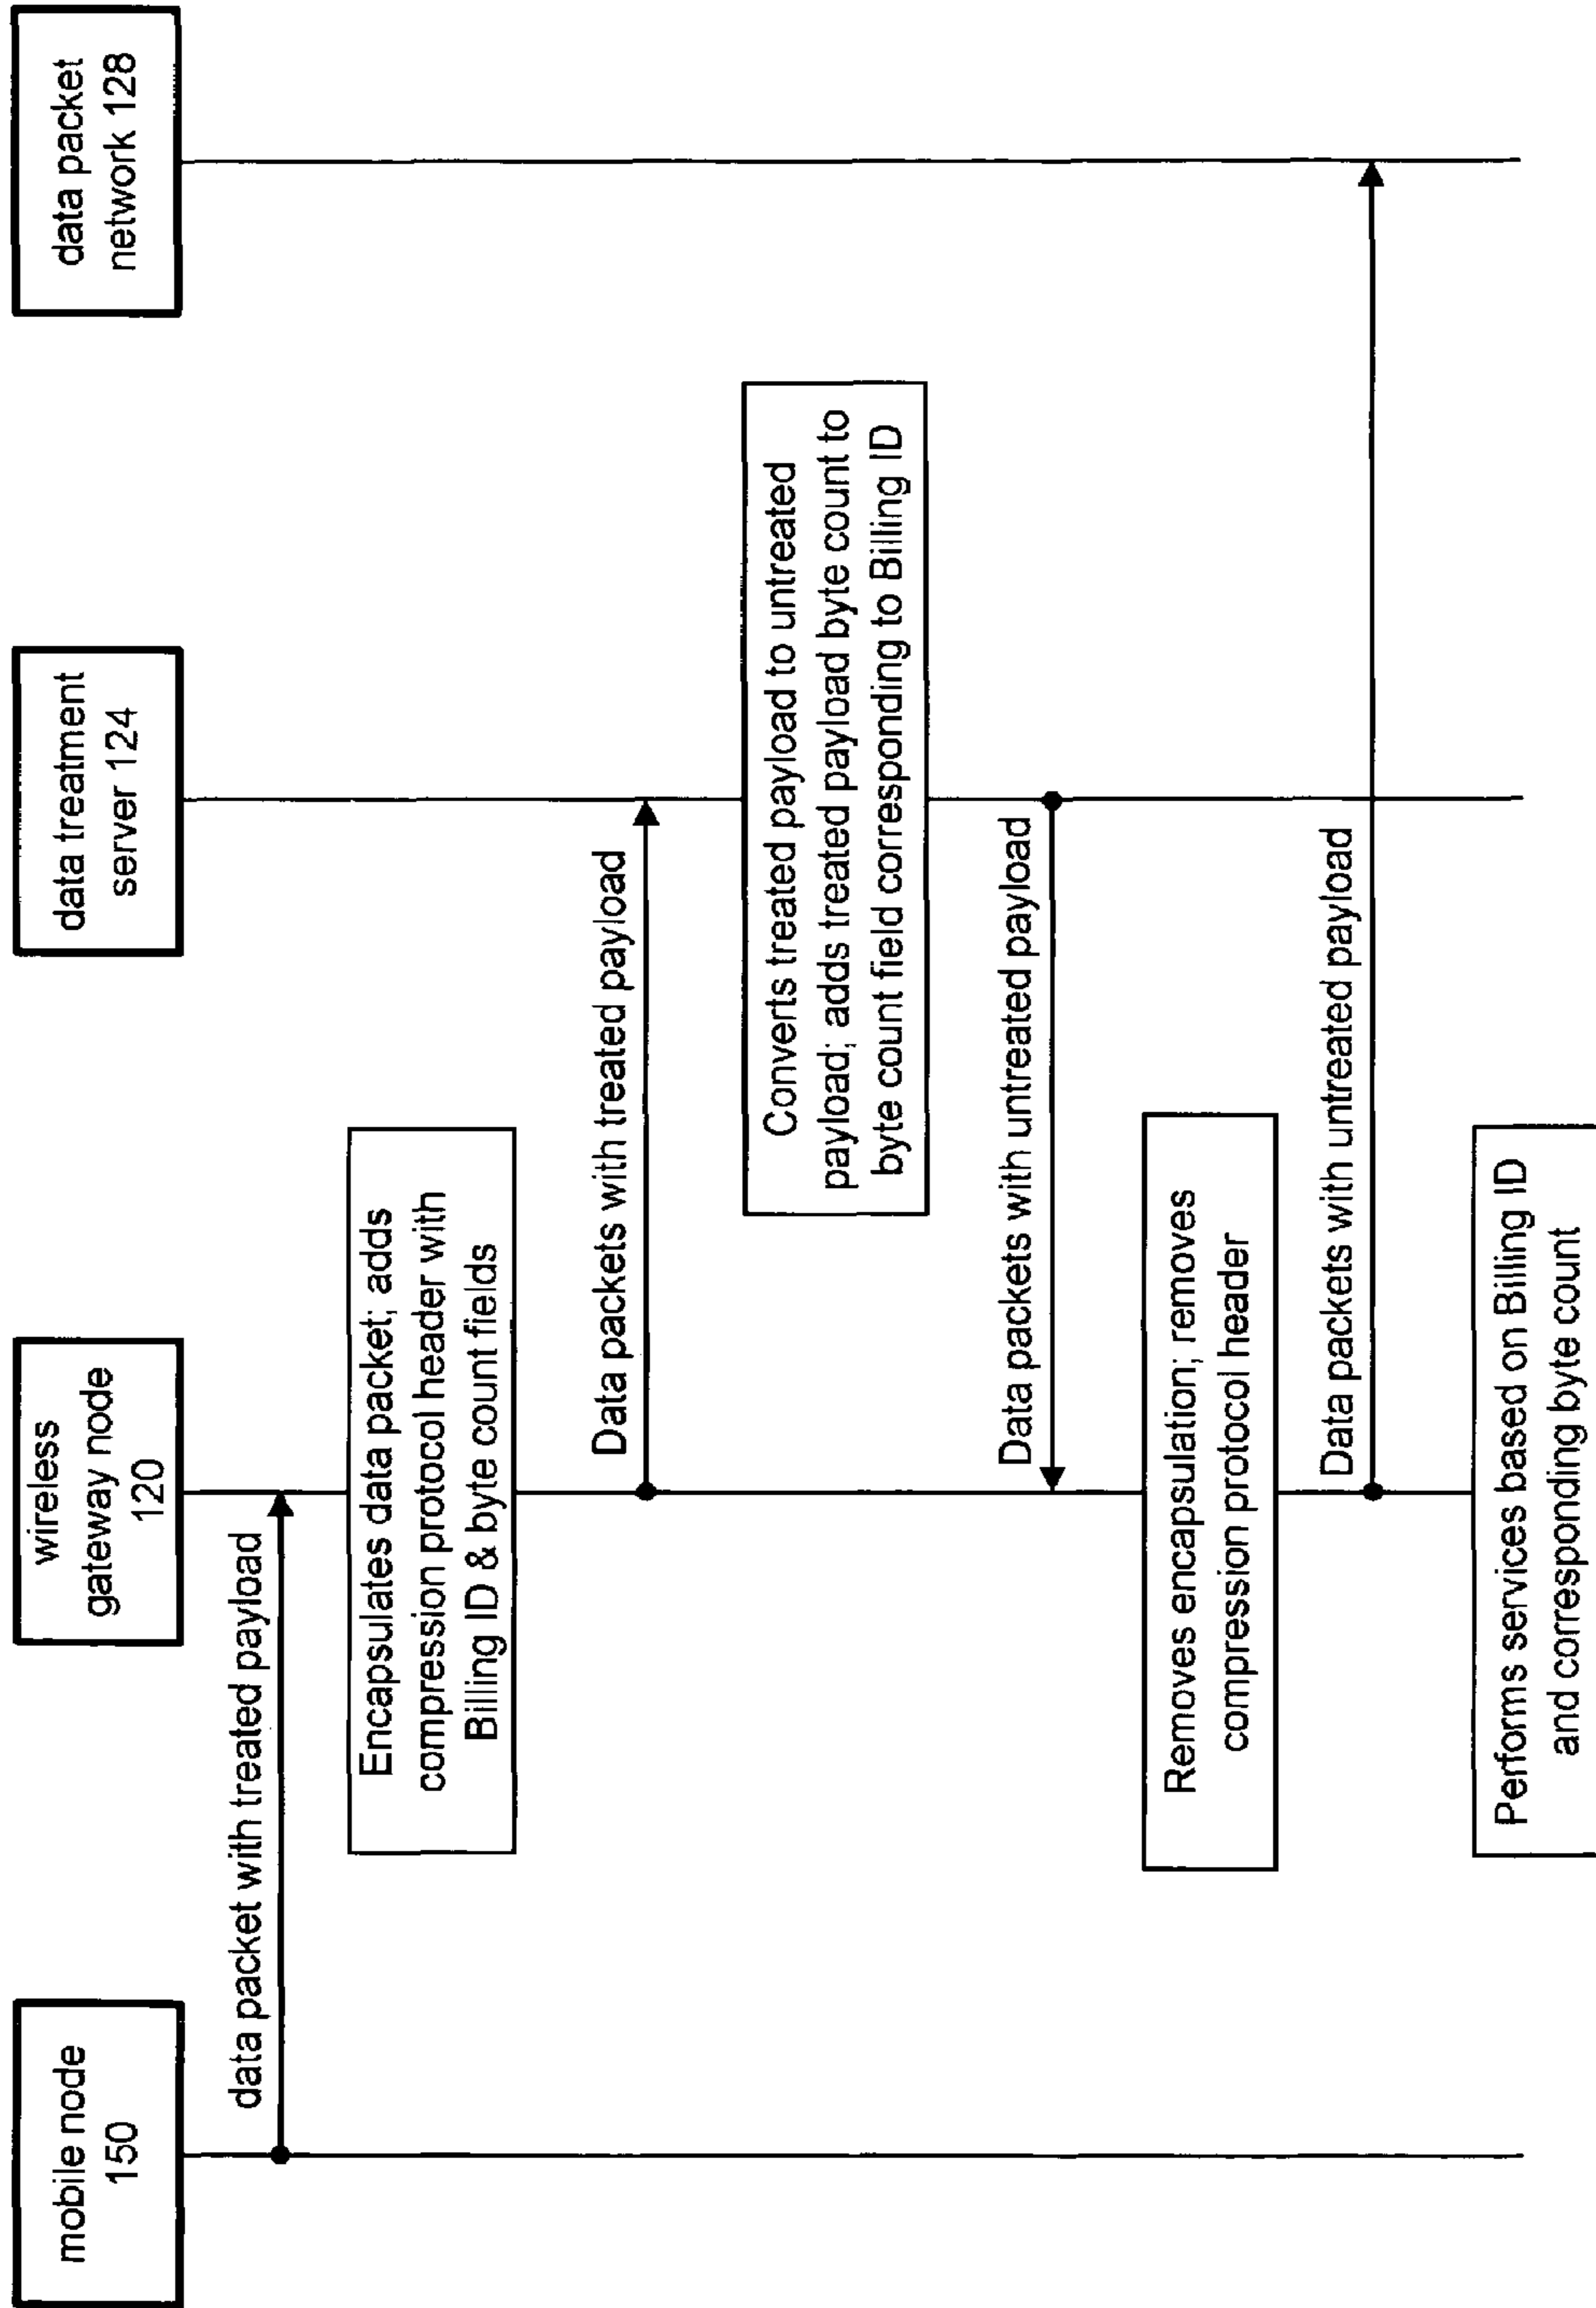 mobile node
150
wireless
gateway node
120
data treatment
server 124
data packet
network 128
data packet with treated payload
Encapsulates data packet; adds
compression protocol header with
Billing ID & byte count fields
Data packets with treated payload
Converts treated payload to untreated
payload; adds treated payload byte count to
byte count field corresponding to Billing ID
Data packets with untreated payload
Removes encapsulation; removes
compression protocol header
Data packets with untreated payload
Performs services based on Billing ID
and corresponding byte count